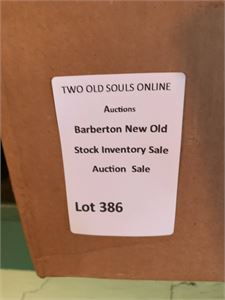 TWO OLD SOULS ONLINE
Auctions
Barberton New Old
Stock Inventory Sale
Auction Sale
Lot 386